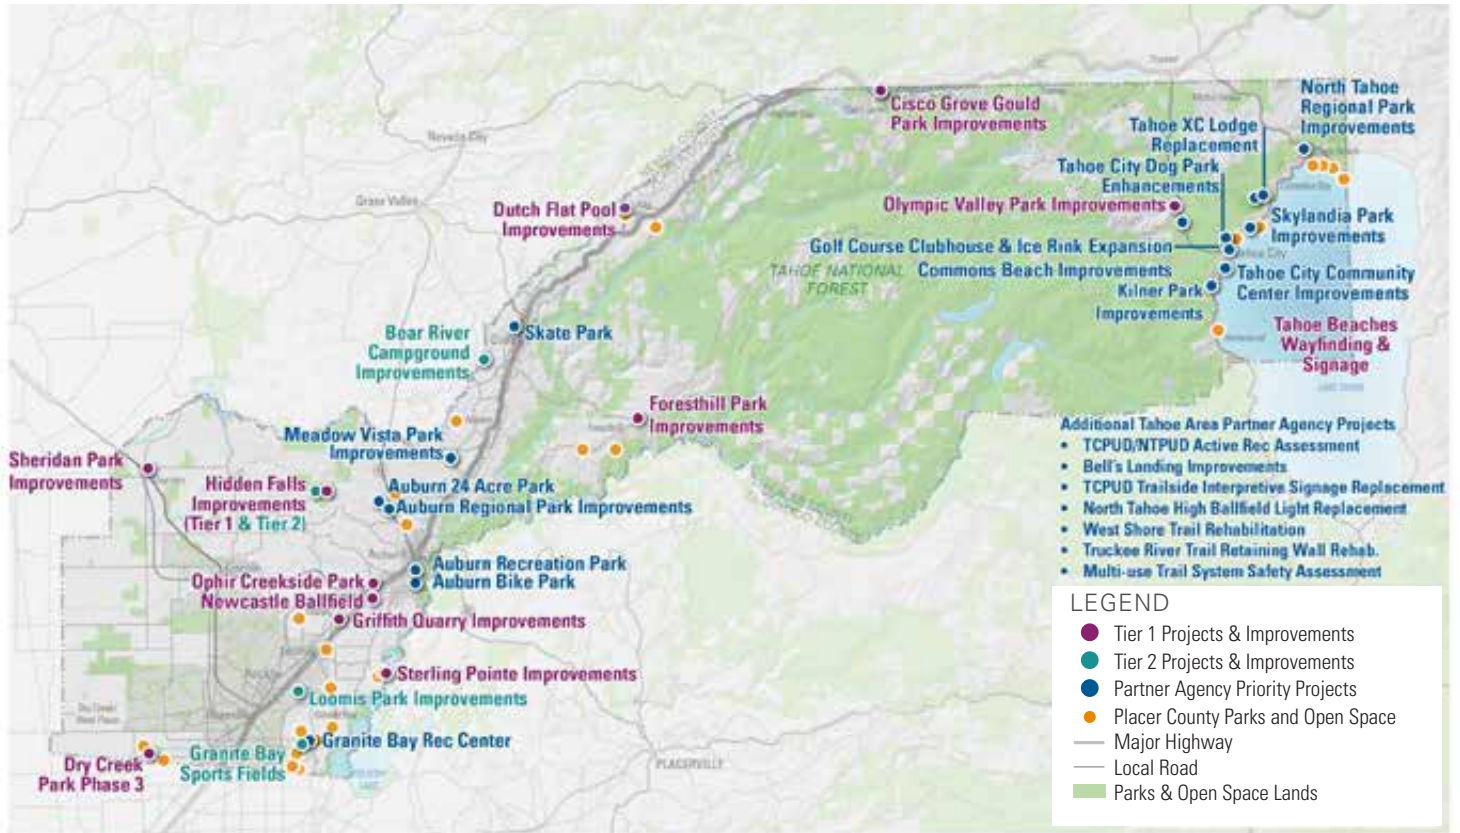 Cisco Grove Gould
Park Improvements
North Tahoe
Regional Park
Improvements
Tahoe XC Lodge
Replacement
Tahoe City Dog Park
Enhancements
Olympic Valley Park Improvements
Skylandia Park
Improvements
Golf Course Clubhouse & Ice Rink Expansion
Commons Beach Improvements
Tahoe City Community
Center Improvements
Kilner Park
Improvements
Tahoe Beaches
Wayfinding &
Signage
TAHOE NATIONAL
FOREST
Nevada City
Grass Valley
Dutch Flat Pool
Improvements
Skate Park
Bear River
Campground
Improvements
Foresthill Park
Improvements
Meadow Vista Park
Improvements
Sheridan Park
Improvements
Hidden Falls
Improvements
(Tier 1 & Tier 2)
Auburn 24 Acre Park
Auburn Regional Park Improvements
Auburn Recreation Park
Auburn Bike Park
Ophir Creekside Park
Newcastle Ballfield
Griffith Quarry Improvements
Sterling Pointe Improvements
Loomis Park Improvements
Granite Bay Rec Center
Granite Bay
Sports Fields
Dry Creek
Park Phase 3
PLACERVILLE
Additional Tahoe Area Partner Agency Projects
• TCPUD/NTPUD Active Rec Assessment
• Bell's Landing Improvements
• TCPUD Trailside Interpretive Signage Replacement
• North Tahoe High Ballfield Light Replacement
• West Shore Trail Rehabilitation
• Truckee River Trail Retaining Wall Rehab.
• Multi-use Trail System Safety Assessment
LEGEND
Tier 1 Projects & Improvements
Tier 2 Projects & Improvements
Partner Agency Priority Projects
Placer County Parks and Open Space
Major Highway
Local Road
Parks & Open Space Lands